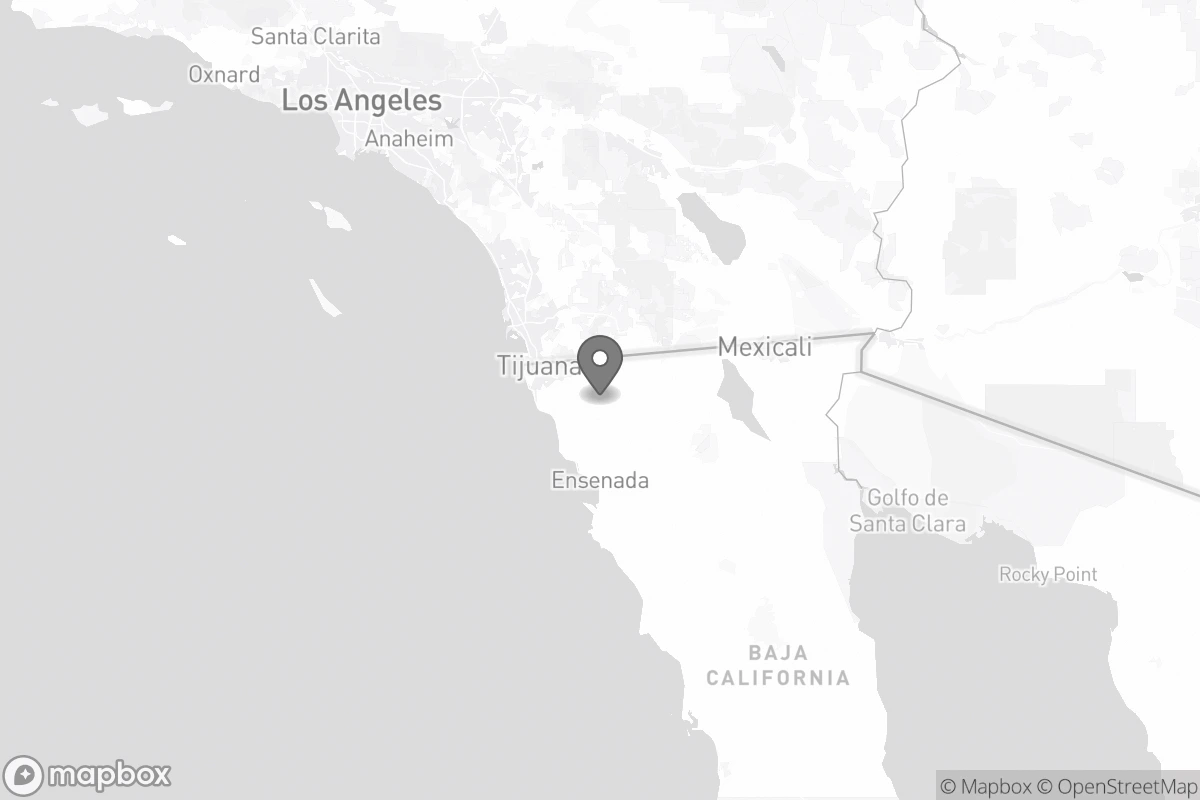 Santa Clarita
Oxnard
Los Angeles
Anaheim
Mexicali
Tijuana
Ensenada
Golfo de
Santa Clara
Rocky Point
BAJA
CALIFORNIA
mapbox
© Mapbox © OpenStreetMap